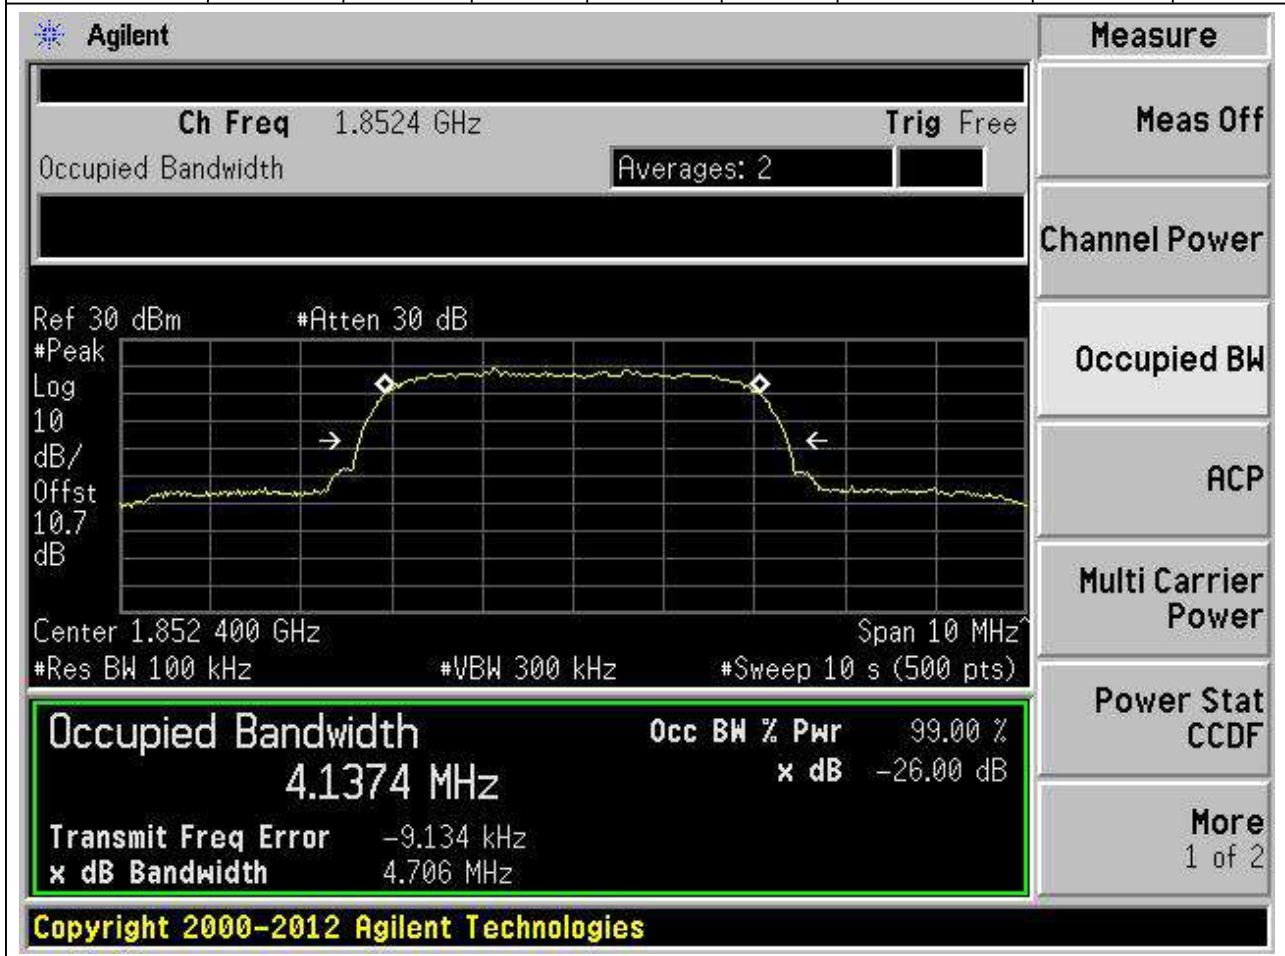 Agilent
Measure
Ch Freq 1.8524 GHz Trig Free
Meas Off
Occupied Bandwidth Averages: 2
Channel Power
Ref 30 dBm #Atten 30 dB
#Peak
Log
10
dB/
Offst
10.7
dB
Occupied BW
ACP
Center 1.852 400 GHz Span 10 MHz^
#Res BW 100 kHz #VBW 300 kHz #Sweep 10 s (500 pts)
Multi Carrier
Power
Occupied Bandwidth Occ BW % Pwr 99.00 %
4.1374 MHz x dB -26.00 dB
Power Stat
CCDF
Transmit Freq Error -9.134 kHz
x dB Bandwidth 4.706 MHz
More
1 of 2
Copyright 2000-2012 Agilent Technologies